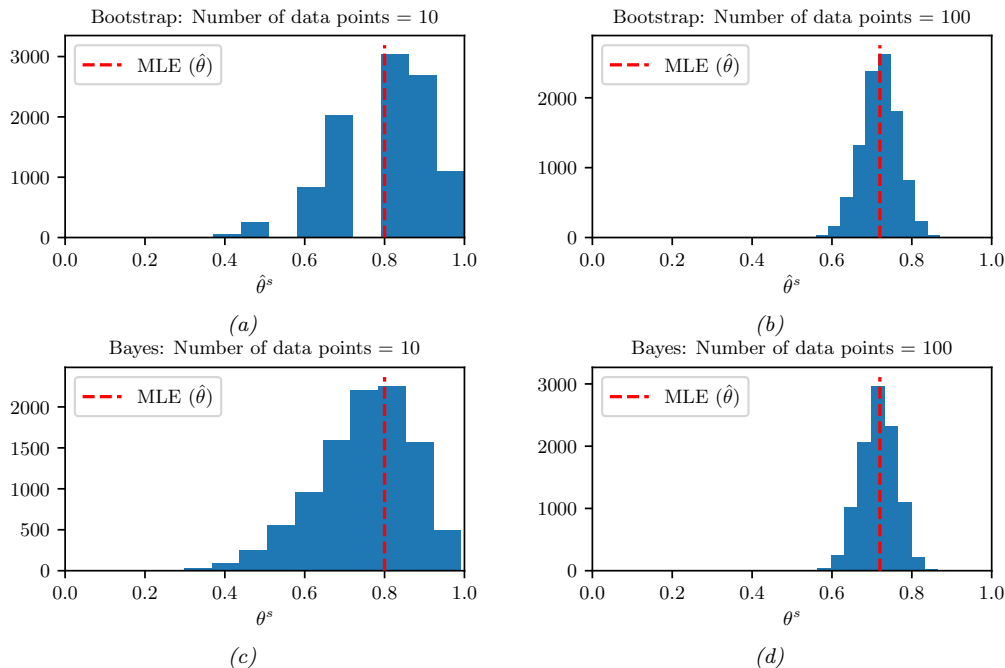 Bootstrap: Number of data points = 10
MLE (θ̂)
3000
2000
1000
0
0.0 0.2 0.4 0.6 0.8 1.0
θ̂ˢ
(a)
Bootstrap: Number of data points = 100
MLE (θ̂)
2000
1000
0
0.0 0.2 0.4 0.6 0.8 1.0
θ̂ˢ
(b)
Bayes: Number of data points = 10
MLE (θ̂)
2000
1500
1000
500
0
0.0 0.2 0.4 0.6 0.8 1.0
θˢ
(c)
Bayes: Number of data points = 100
MLE (θ̂)
3000
2000
1000
0
0.0 0.2 0.4 0.6 0.8 1.0
θˢ
(d)